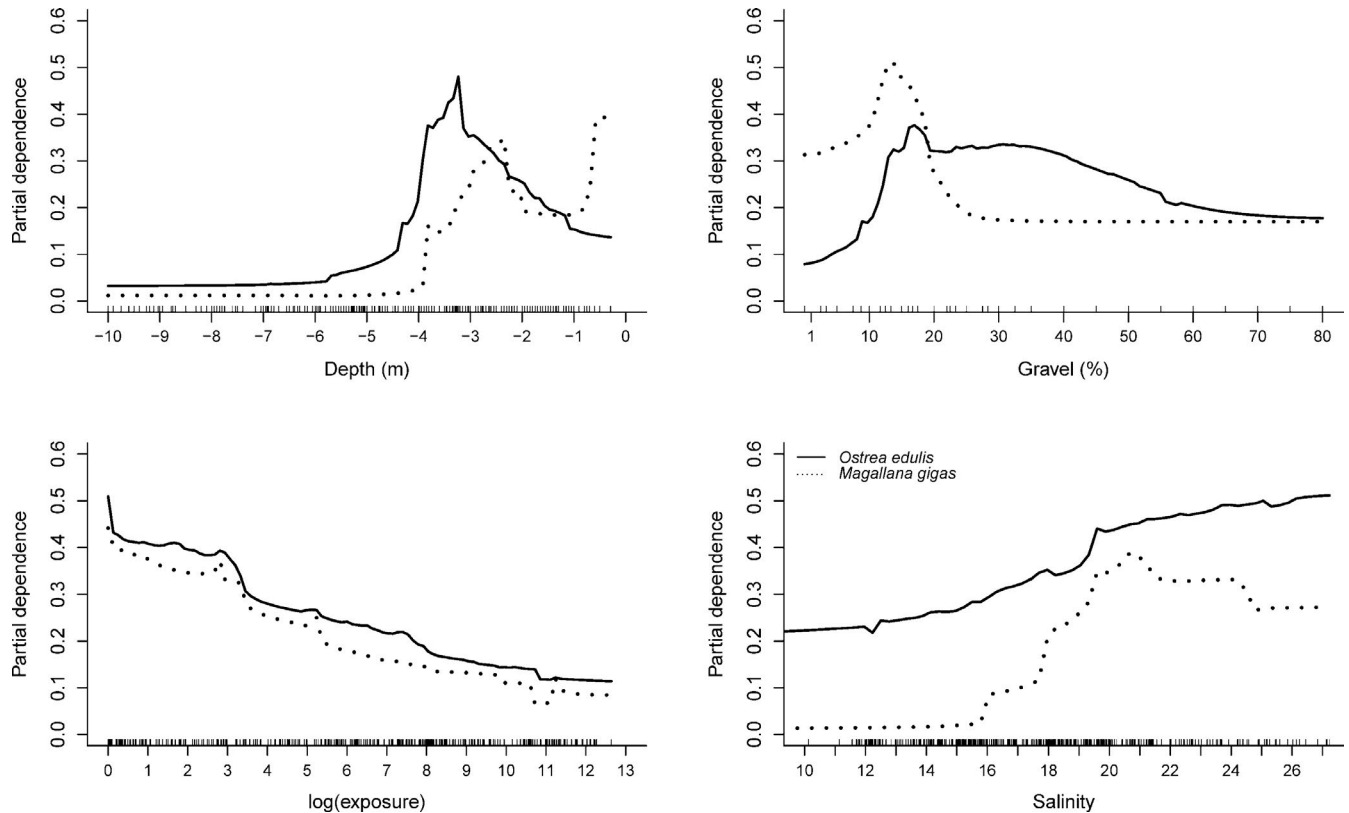 0.6
0.5
0.4
0.3
0.2
0.1
0.0
Partial dependence
−10 −9 −8 −7 −6 −5 −4 −3 −2 −1 0
Depth (m)
0.6
0.5
0.4
0.3
0.2
0.1
0.0
Partial dependence
1 10 20 30 40 50 60 70 80
Gravel (%)
0.6
0.5
0.4
0.3
0.2
0.1
0.0
Partial dependence
0 1 2 3 4 5 6 7 8 9 10 11 12 13
log(exposure)
0.6
0.5
0.4
0.3
0.2
0.1
0.0
Partial dependence
Ostrea edulis
Magallana gigas
10 12 14 16 18 20 22 24 26
Salinity